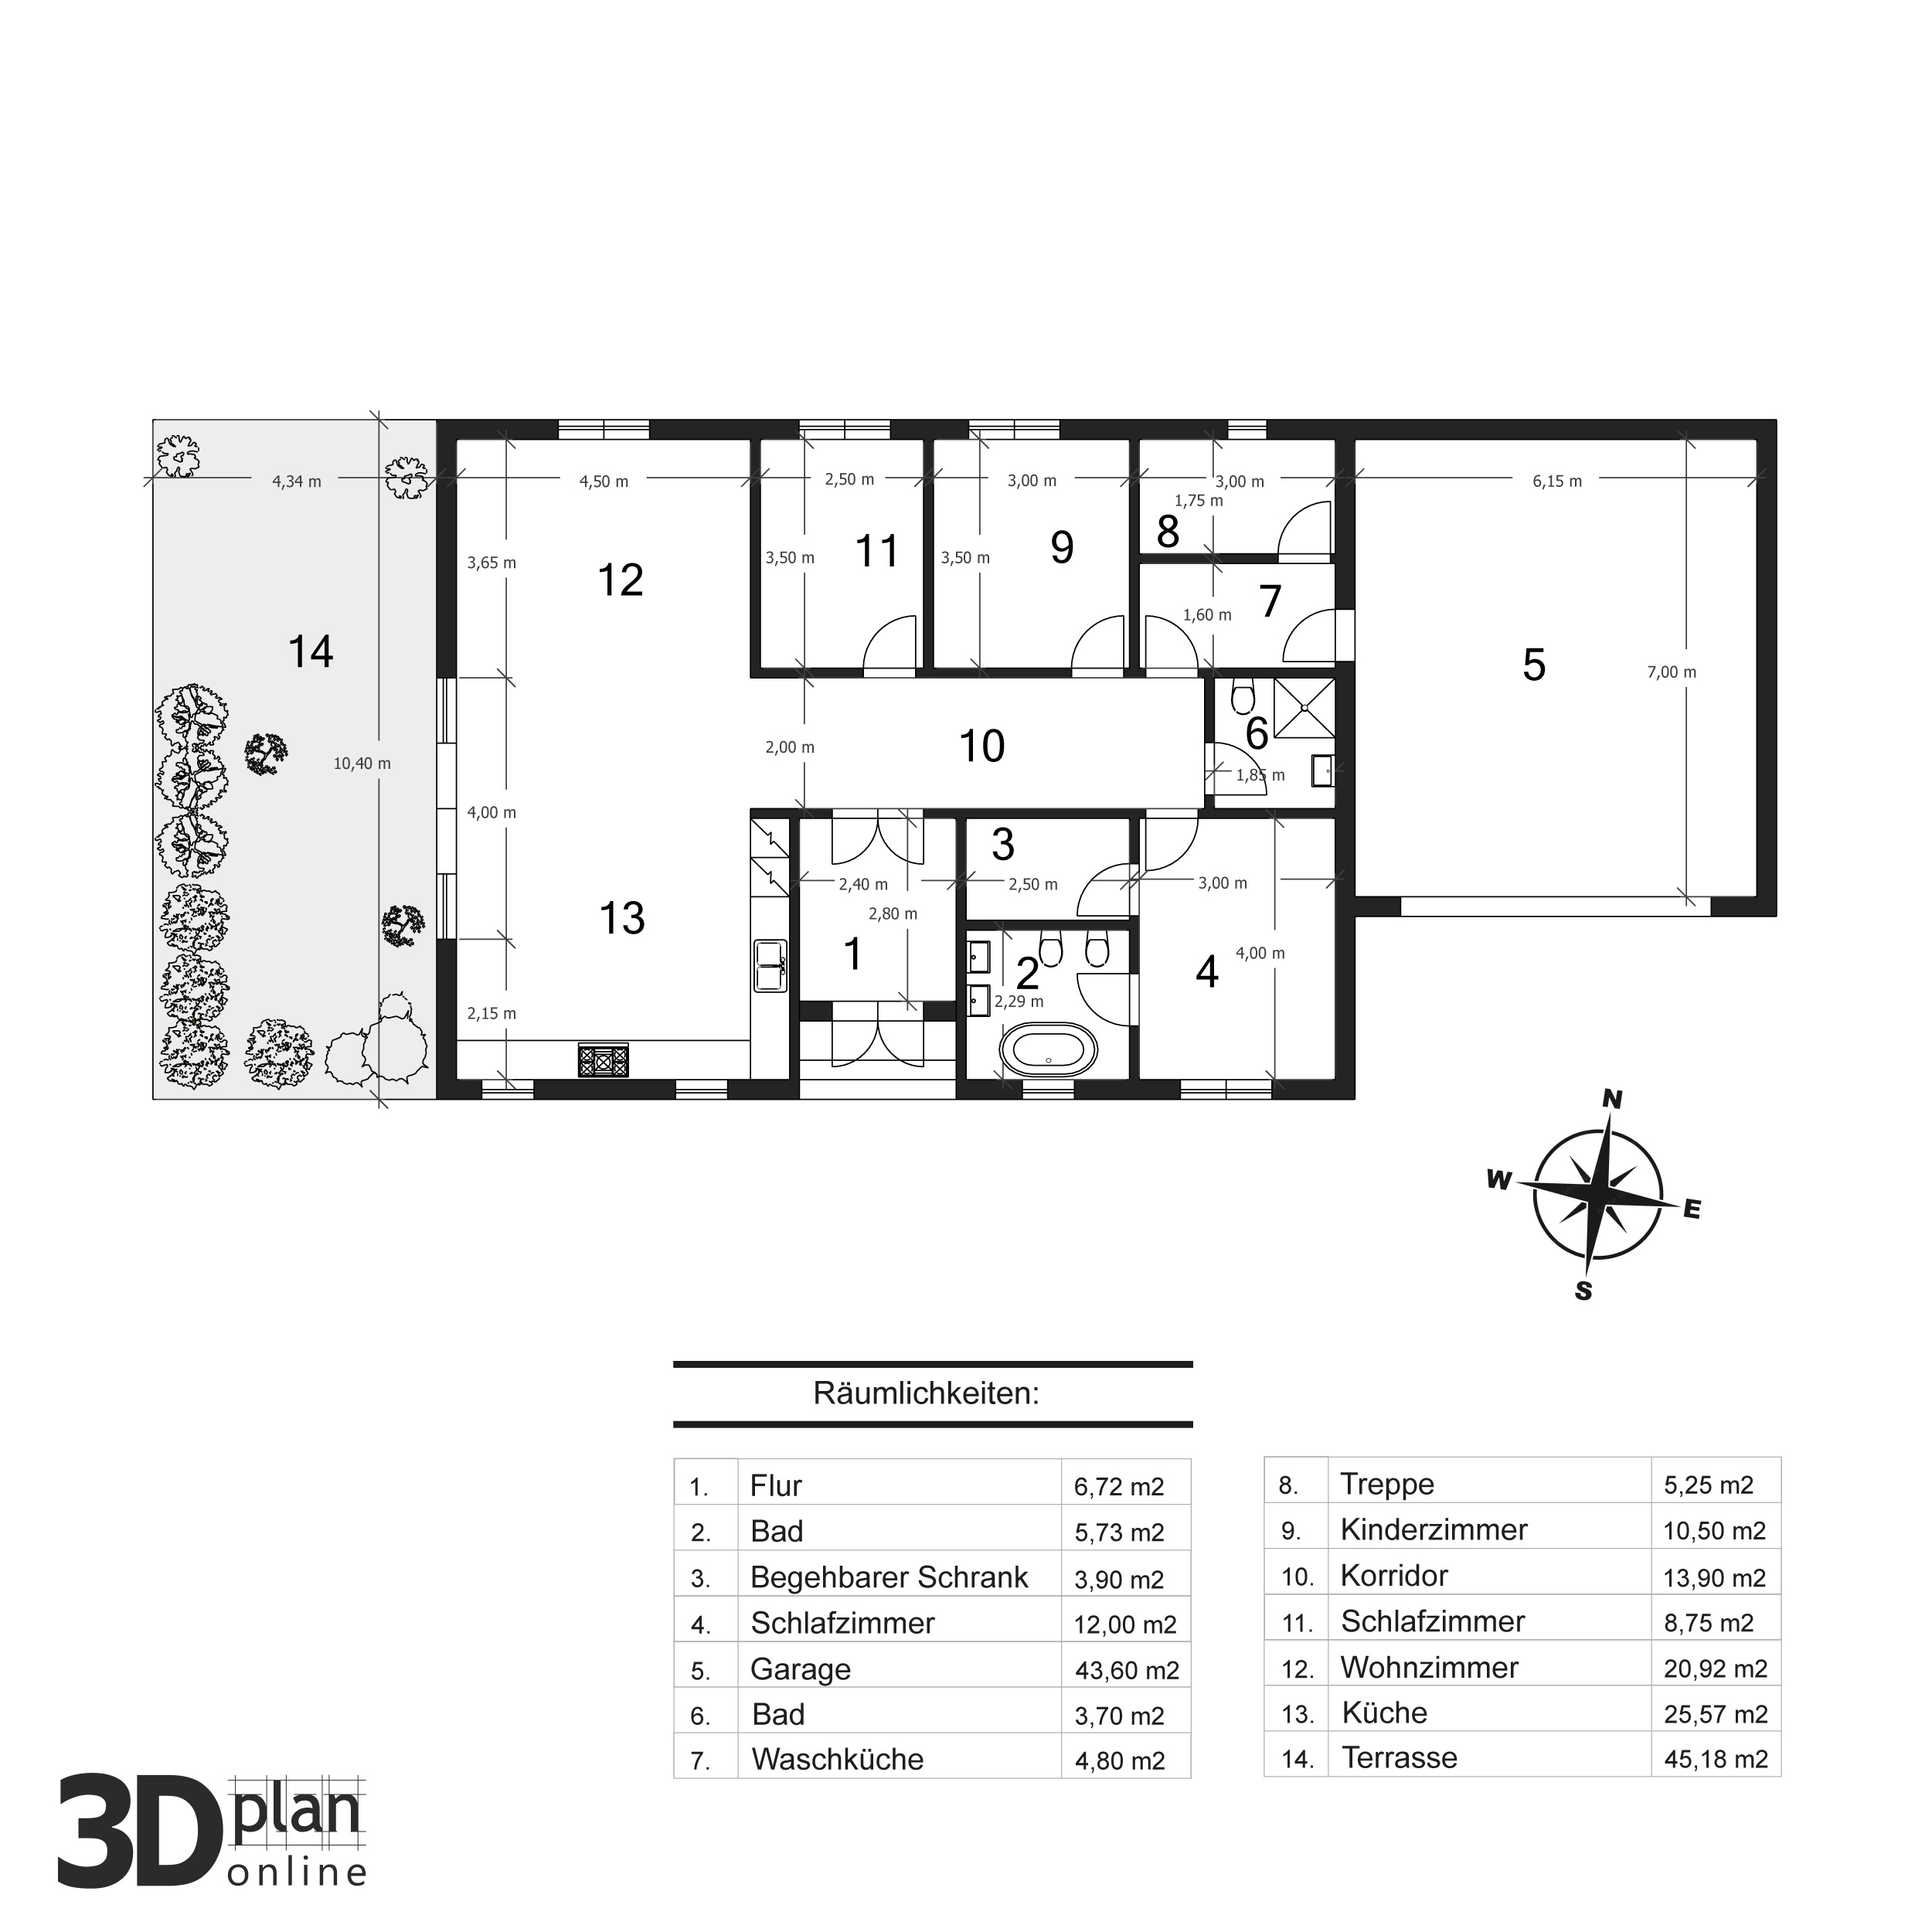 4,34 m
4,50 m
2,50 m
3,00 m
3,00 m
6,15 m
1,75 m
8
11
9
3,50 m
3,50 m
3,65 m
12
7
1,60 m
14
5
7,00 m
6
10
2,00 m
10,40 m
1,85 m
4,00 m
3
2,40 m
2,50 m
3,00 m
2,80 m
13
1
2
4
4,00 m
2,29 m
2,15 m
N
W
E
S
Räumlichkeiten:
1. Flur 6,72 m2
2. Bad 5,73 m2
3. Begehbarer Schrank 3,90 m2
4. Schlafzimmer 12,00 m2
5. Garage 43,60 m2
6. Bad 3,70 m2
7. Waschküche 4,80 m2
8. Treppe 5,25 m2
9. Kinderzimmer 10,50 m2
10. Korridor 13,90 m2
11. Schlafzimmer 8,75 m2
12. Wohnzimmer 20,92 m2
13. Küche 25,57 m2
14. Terrasse 45,18 m2
3D plan
online